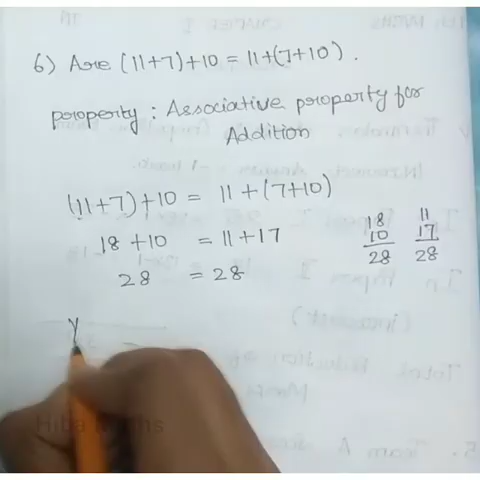 6) Are (11+7)+10 = 11+(7+10).
property : Associative property for
Addition
(11+7)+10 = 11+(7+10)
18 +10 = 11+17
28 = 28
18
10
28
11
17
28
Y
Hiba Maths